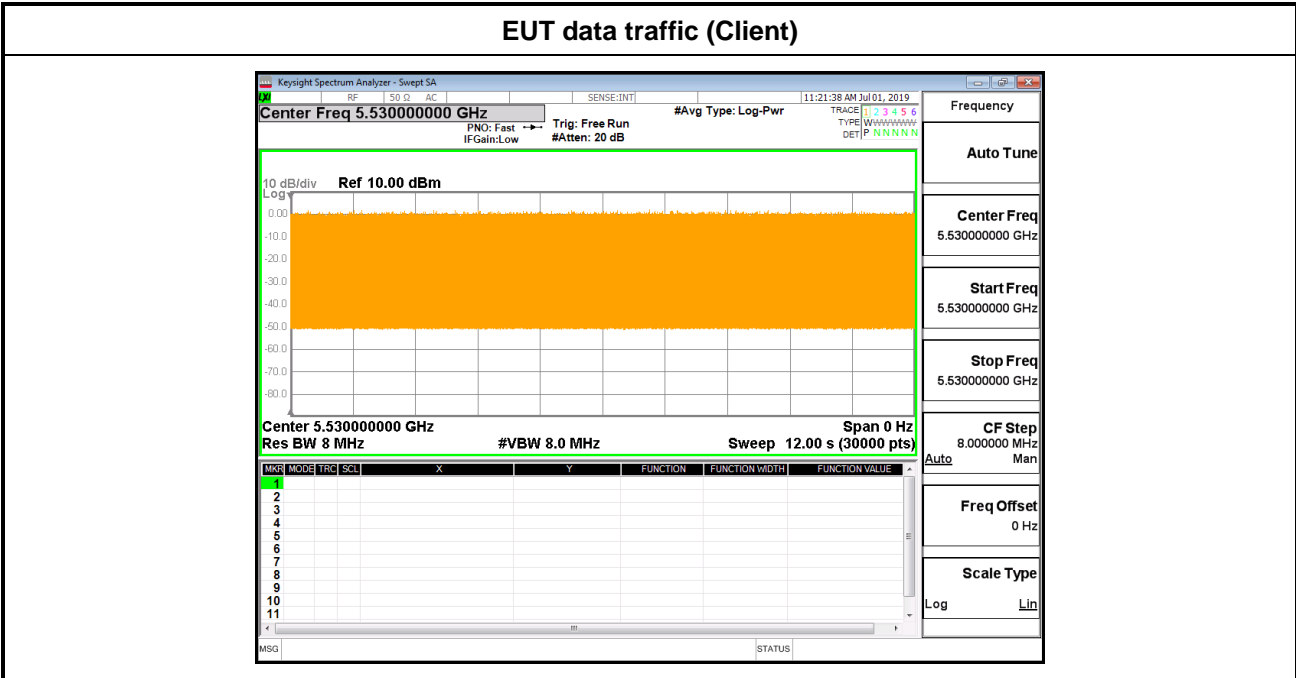 EUT data traffic (Client)
Keysight Spectrum Analyzer - Swept SA
LXI RF 50 Ω AC SENSE:INT 11:21:38 AM Jul 01, 2019
Center Freq 5.530000000 GHz #Avg Type: Log-Pwr TRACE 1 2 3 4 5 6
PNO: Fast Trig: Free Run TYPE WWWWWWW
IFGain:Low #Atten: 20 dB DET P N N N N N
10 dB/div Ref 10.00 dBm
Log
0.00
-10.0
-20.0
-30.0
-40.0
-50.0
-60.0
-70.0
-80.0
Center 5.530000000 GHz Span 0 Hz
Res BW 8 MHz #VBW 8.0 MHz Sweep 12.00 s (30000 pts)
MKR MODE TRC SCL X Y FUNCTION FUNCTION WIDTH FUNCTION VALUE
1
2
3
4
5
6
7
8
9
10
11
MSG STATUS
Frequency
Auto Tune
Center Freq
5.530000000 GHz
Start Freq
5.530000000 GHz
Stop Freq
5.530000000 GHz
CF Step
8.000000 MHz
Auto Man
Freq Offset
0 Hz
Scale Type
Log Lin